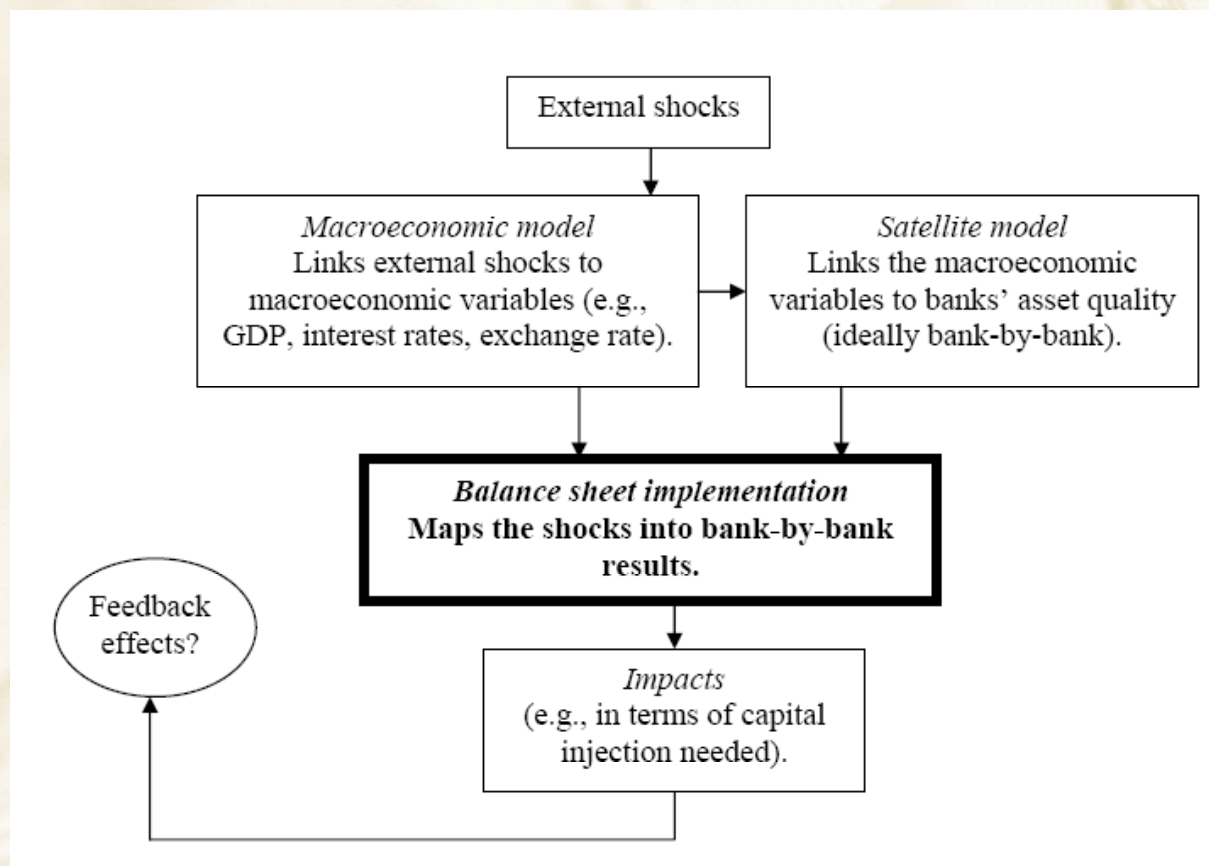 External shocks
Macroeconomic model
Links external shocks to
macroeconomic variables (e.g.,
GDP, interest rates, exchange rate).
Satellite model
Links the macroeconomic
variables to banks’ asset quality
(ideally bank-by-bank).
Balance sheet implementation
Maps the shocks into bank-by-bank
results.
Feedback
effects?
Impacts
(e.g., in terms of capital
injection needed).